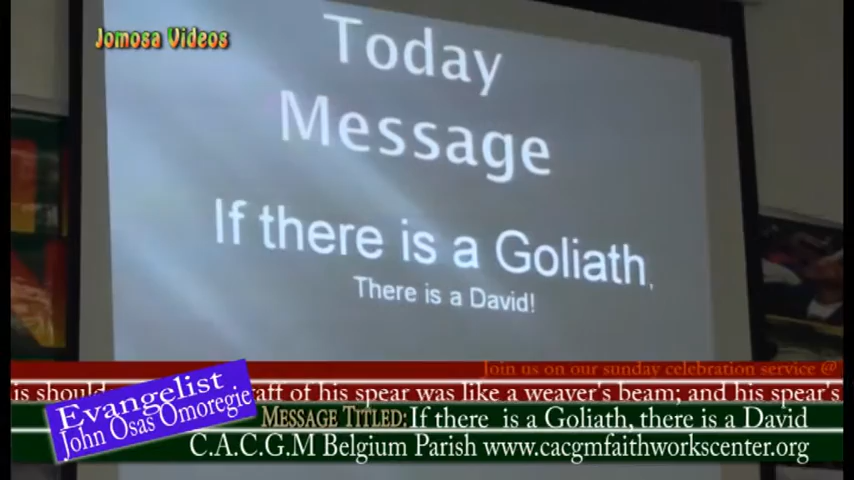 Jomosa Videos
Today
Message
If there is a Goliath,
There is a David!
Join us on our sunday celebration service @
is should
taff of his spear was like a weaver's beam; and his spear's
Evangelist
John Osas Omoregie
MESSAGE TITLED: If there is a Goliath, there is a David
C.A.C.G.M Belgium Parish www.cacgmfaithworkscenter.org